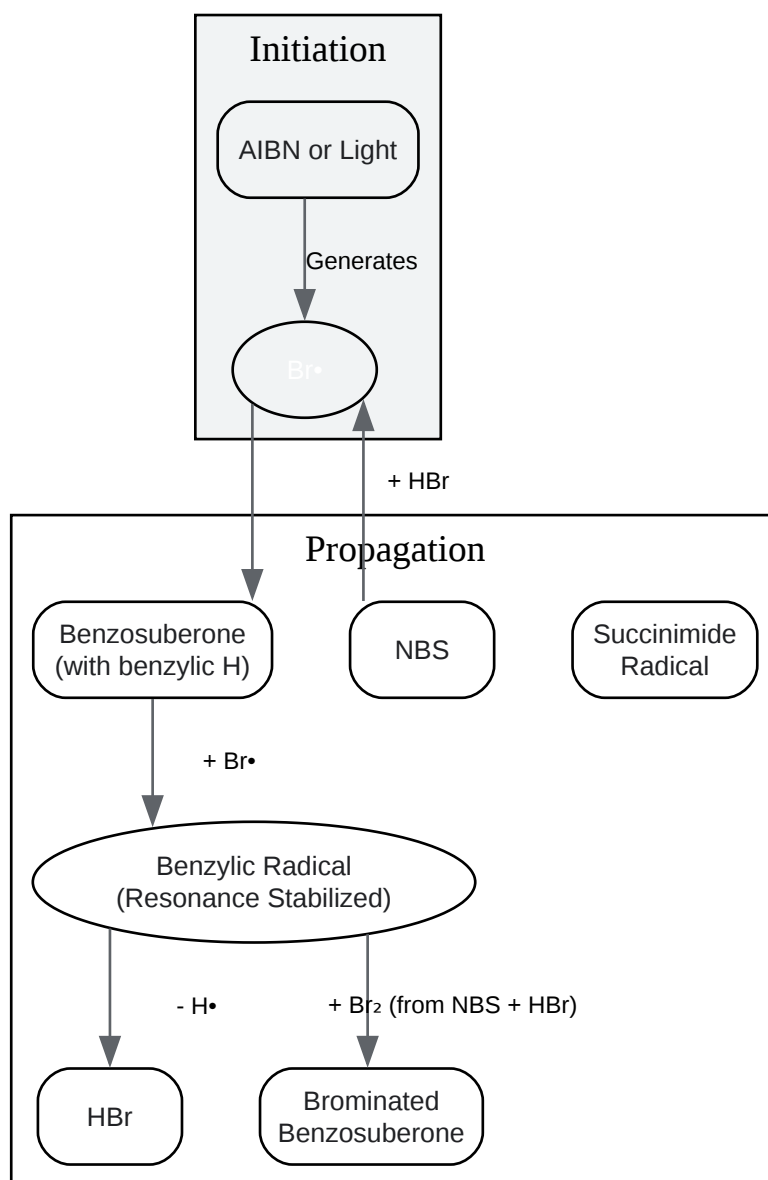 Initiation
AIBN or Light
Generates
Br•
+ HBr
Propagation
Benzosuberone
(with benzylic H)
NBS
Succinimide
Radical
+ Br•
Benzylic Radical
(Resonance Stabilized)
- H•
+ Br₂ (from NBS + HBr)
HBr
Brominated
Benzosuberone